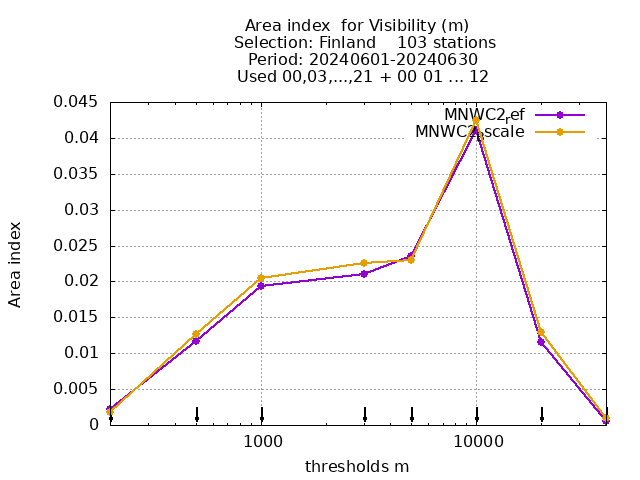 Area index  for Visibility (m)
Selection: Finland    103 stations
Period: 20240601-20240630
Used 00,03,...,21 + 00 01 ... 12
MNWC2_ref
MNWC2_bscale
0.045
0.04
0.035
0.03
0.025
0.02
0.015
0.01
0.005
0
Area index
1000
10000
thresholds m